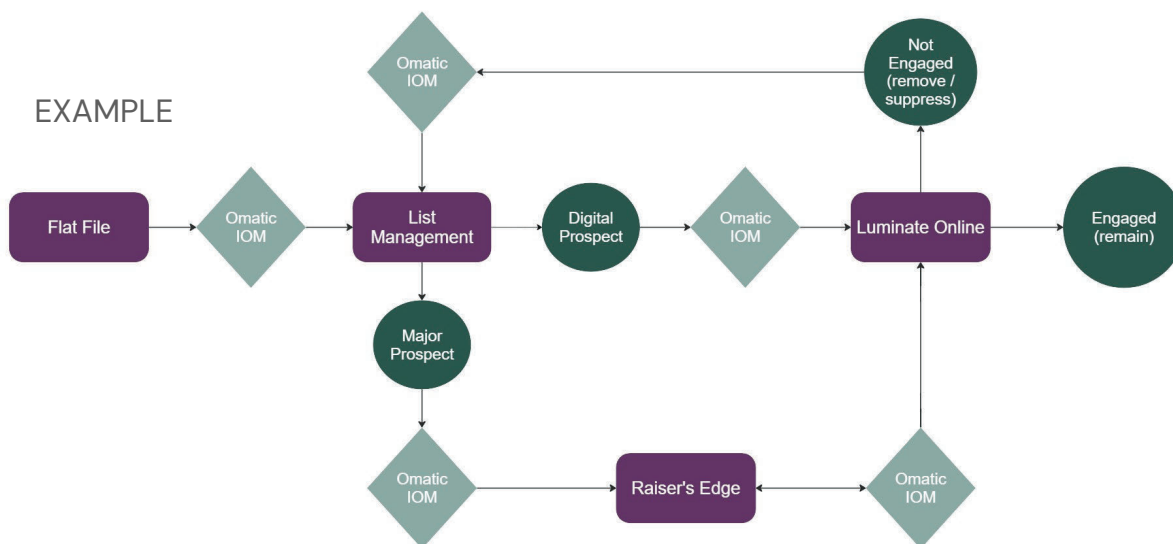 Omatic
IOM
Not
Engaged
(remove /
suppress)
EXAMPLE
Flat File
Omatic
IOM
List
Management
Digital
Prospect
Omatic
IOM
Luminate Online
Engaged
(remain)
Major
Prospect
Omatic
IOM
Raiser's Edge
Omatic
IOM